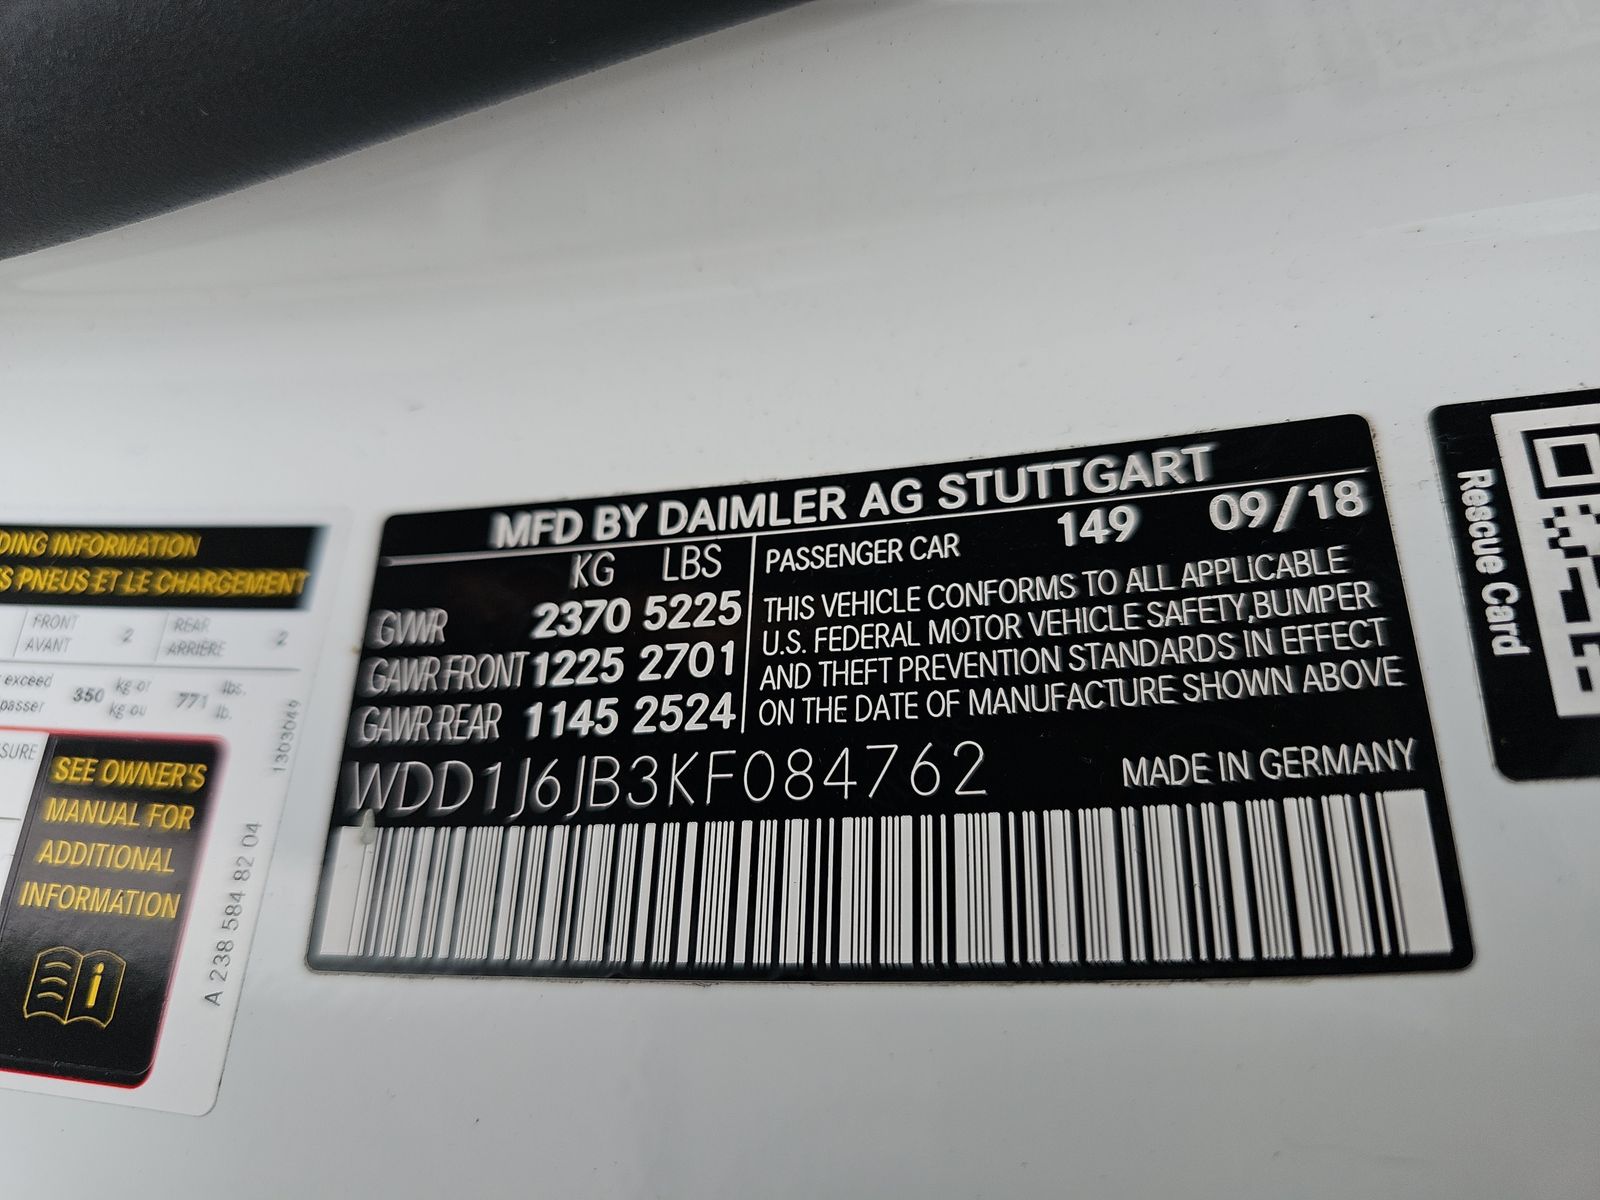 MFD BY DAIMLER AG STUTTGART
KG LBS
GVWR 2370 5225
GAWR FRONT 1225 2701
GAWR REAR 1145 2524
PASSENGER CAR 149 09/18
THIS VEHICLE CONFORMS TO ALL APPLICABLE
U.S. FEDERAL MOTOR VEHICLE SAFETY, BUMPER
AND THEFT PREVENTION STANDARDS IN EFFECT
ON THE DATE OF MANUFACTURE SHOWN ABOVE
WDD1J6JB3KF084762
MADE IN GERMANY
DING INFORMATION
S PNEUS ET LE CHARGEMENT
FRONT 2 REAR 2
AVANT ARRIÈRE
exceed 350 kg or 771 lbs.
passer kg ou lb.
SURE
SEE OWNER'S
MANUAL FOR
ADDITIONAL
INFORMATION
1303049
A 238 584 82 04
Rescue Card